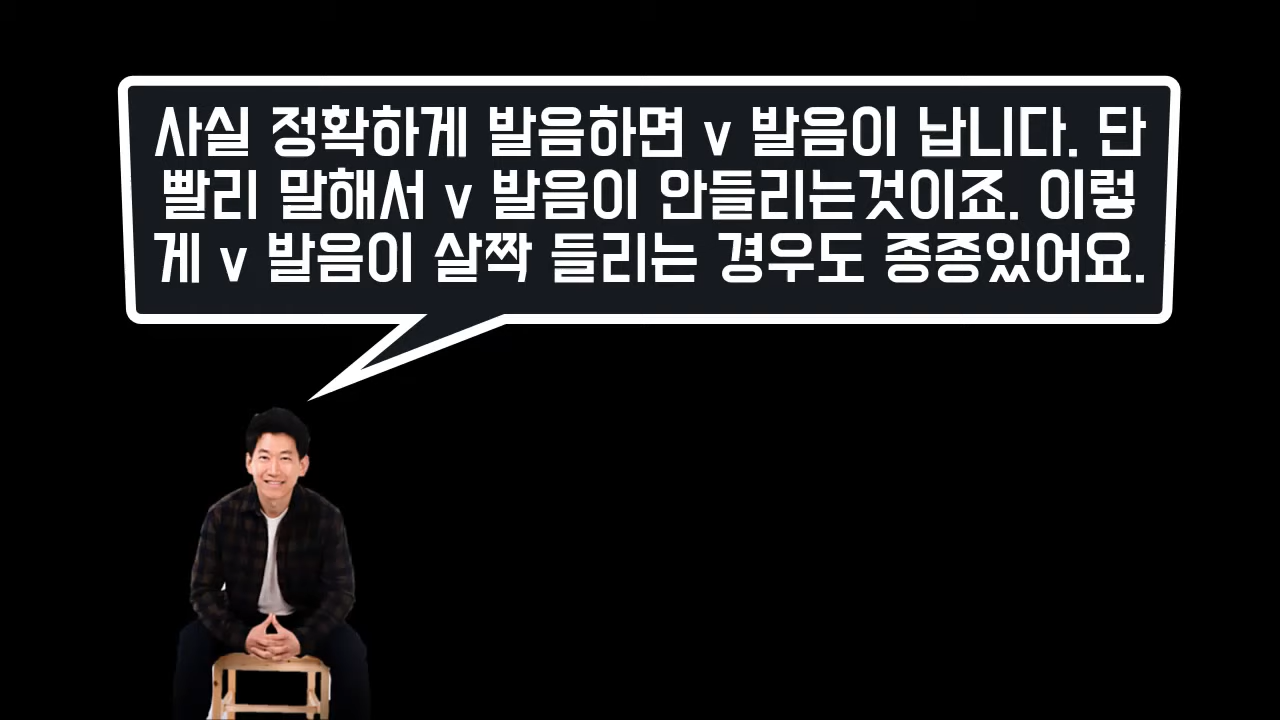 사실 정확하게 발음하면 v 발음이 납니다. 단
빨리 말해서 v 발음이 안들리는것이죠. 이렇
게 v 발음이 살짝 들리는 경우도 종종있어요.